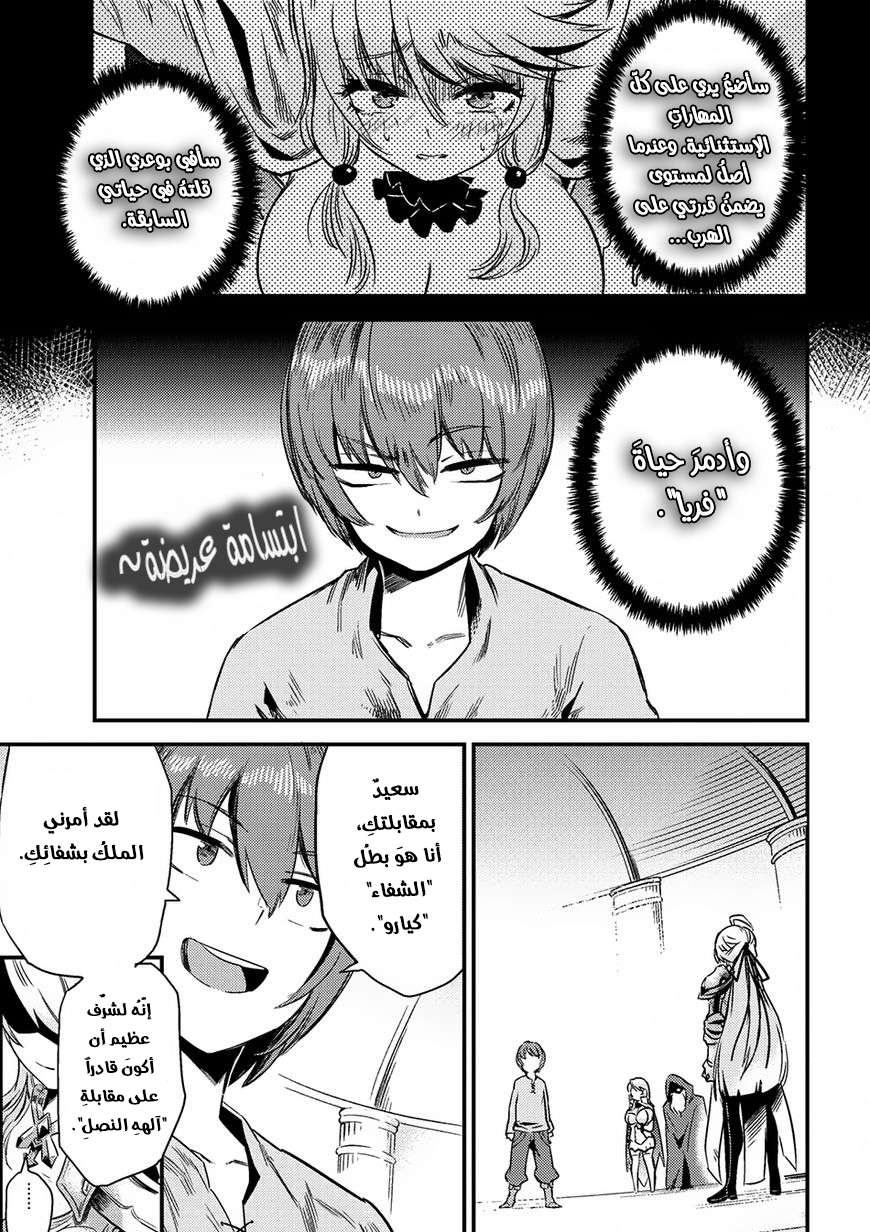 سأضعُ يدي على كلّ
المهاراتِ
الإستثنائية، وعندما
أصلُ لمستوى
يضمنُ قدرتي على
الهرب...
سأفي بوعدي الذي
قلتهُ في حياتي
السابقة.
وأدمرَ حياةَ
"فريا".
ابتسامة عريضة~
سعيدٌ
بمقابلتكِ،
أنا هوَ بطلُ
"الشفاء"
"كيارو".
لقد أمرني
الملكُ بشفائِكِ.
إنّهُ لشرفٌ
عظيم أن
أكونَ قادراً
على مقابلةِ
"آلههِ النصلِ".
......